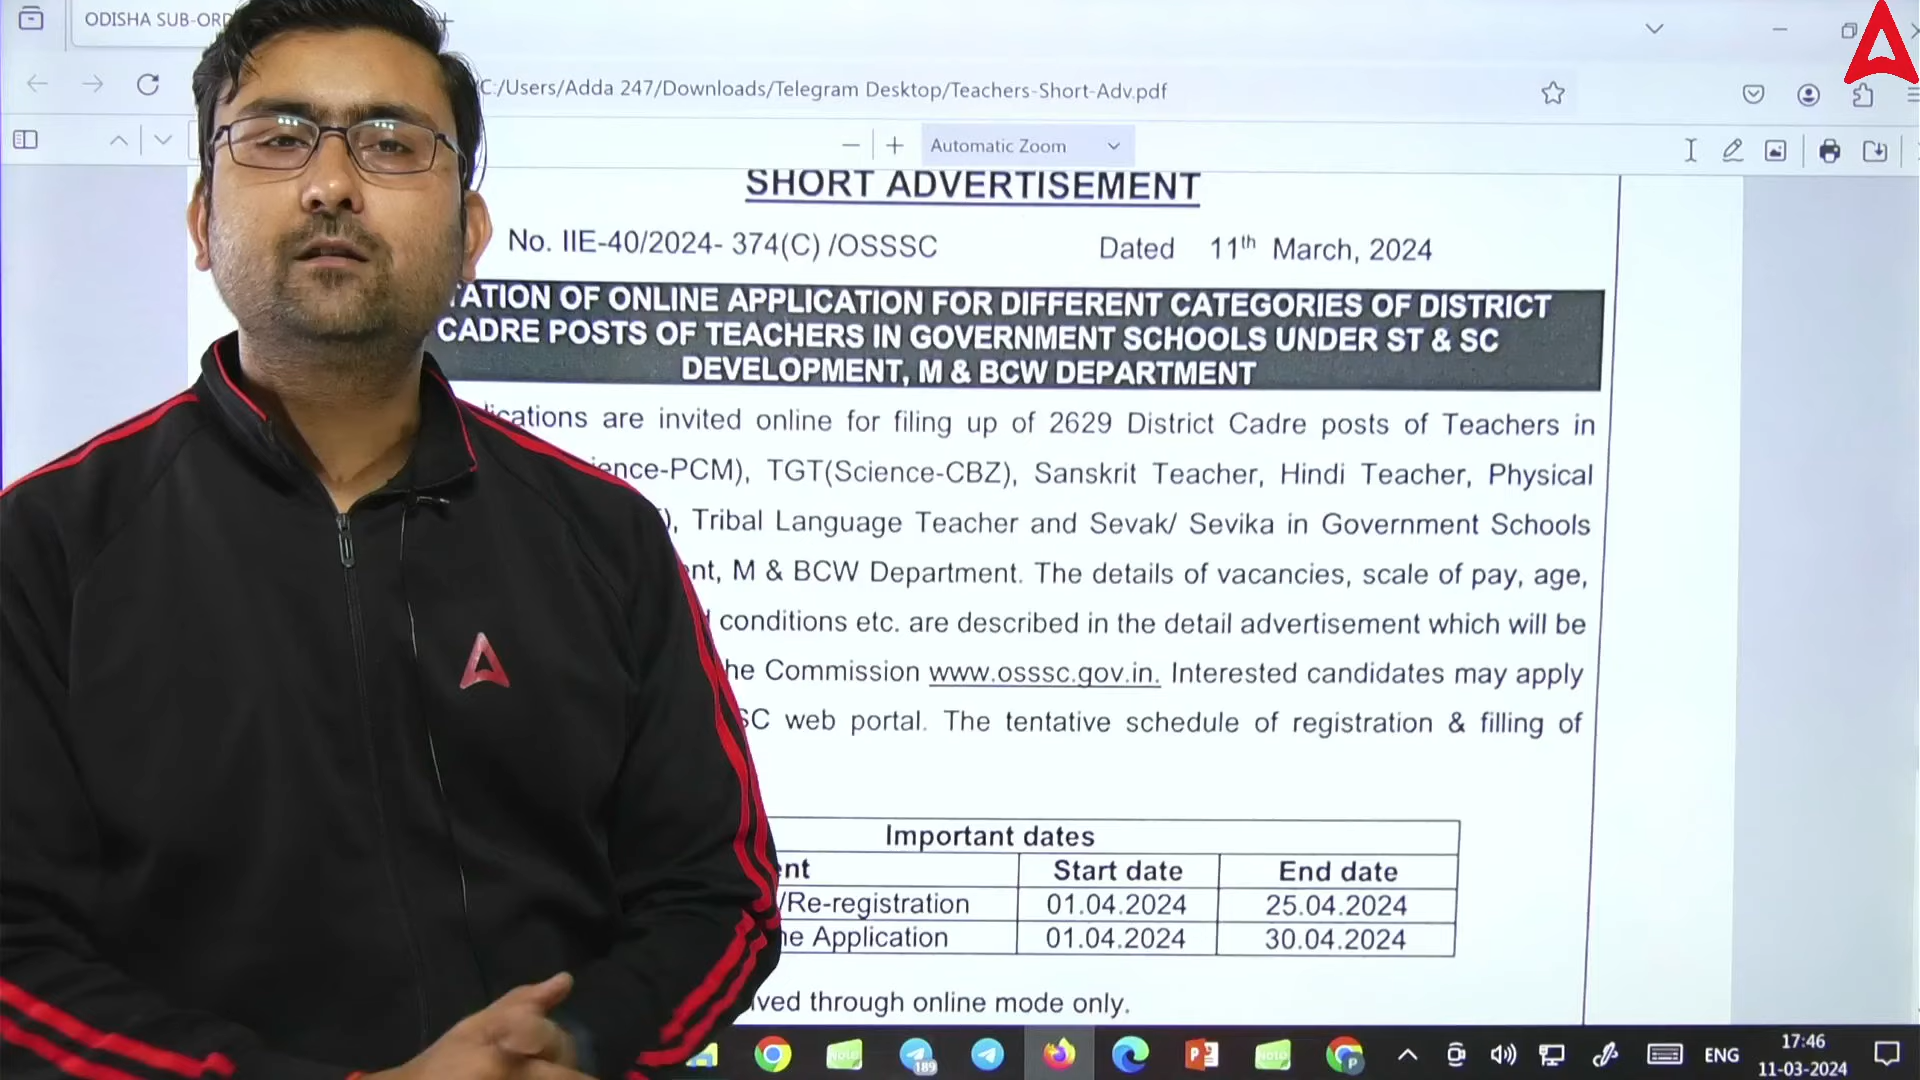 ODISHA SUB-ORD
C:/Users/Adda 247/Downloads/Telegram Desktop/Teachers-Short-Adv.pdf
Automatic Zoom
SHORT ADVERTISEMENT
No. IIE-40/2024- 374(C) /OSSSC Dated 11th March, 2024
TATION OF ONLINE APPLICATION FOR DIFFERENT CATEGORIES OF DISTRICT
CADRE POSTS OF TEACHERS IN GOVERNMENT SCHOOLS UNDER ST & SC
DEVELOPMENT, M & BCW DEPARTMENT
ications are invited online for filing up of 2629 District Cadre posts of Teachers in
ence-PCM), TGT(Science-CBZ), Sanskrit Teacher, Hindi Teacher, Physical
), Tribal Language Teacher and Sevak/ Sevika in Government Schools
ent, M & BCW Department. The details of vacancies, scale of pay, age,
conditions etc. are described in the detail advertisement which will be
he Commission www.osssc.gov.in. Interested candidates may apply
SC web portal. The tentative schedule of registration & filling of
Important dates
ent Start date End date
/Re-registration 01.04.2024 25.04.2024
ne Application 01.04.2024 30.04.2024
ved through online mode only.
Note
189
Note
P
ENG
17:46
11-03-2024